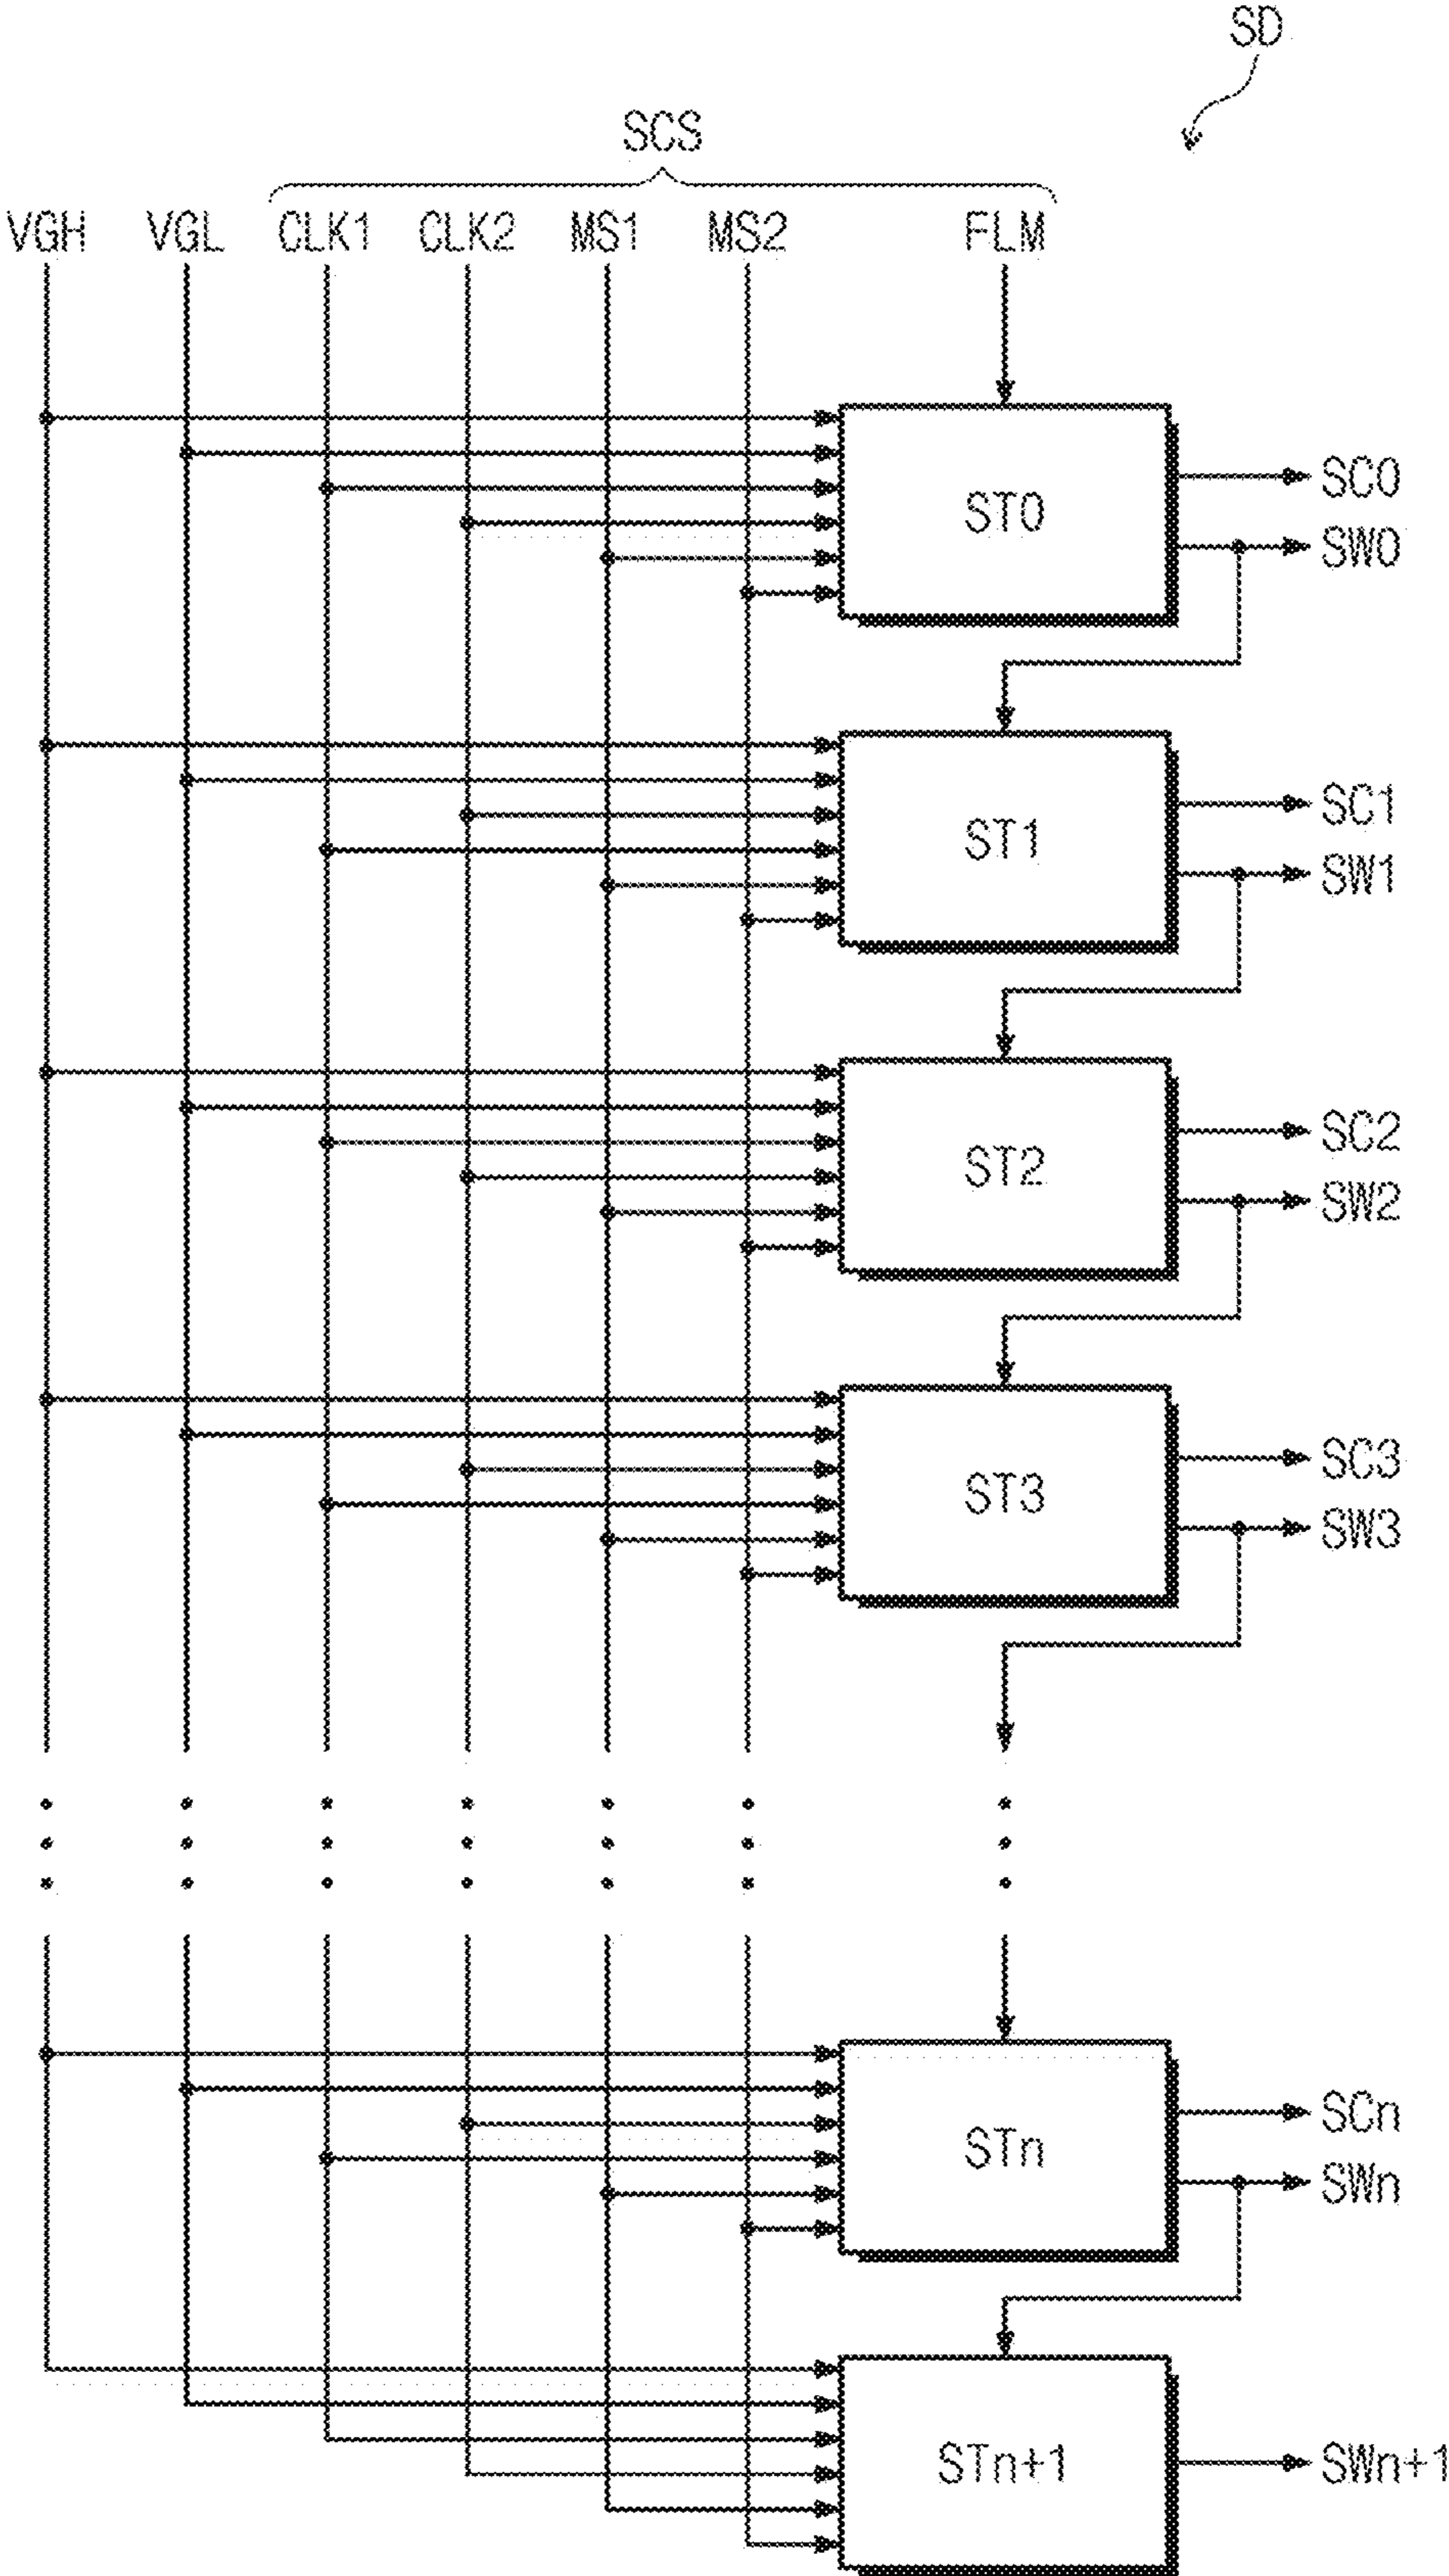 SD
SCS
VGH VGL CLK1 CLK2 MS1 MS2 FLM
ST0
SC0
SW0
ST1
SC1
SW1
ST2
SC2
SW2
ST3
SC3
SW3
STn
SCn
SWn
STn+1
SWn+1